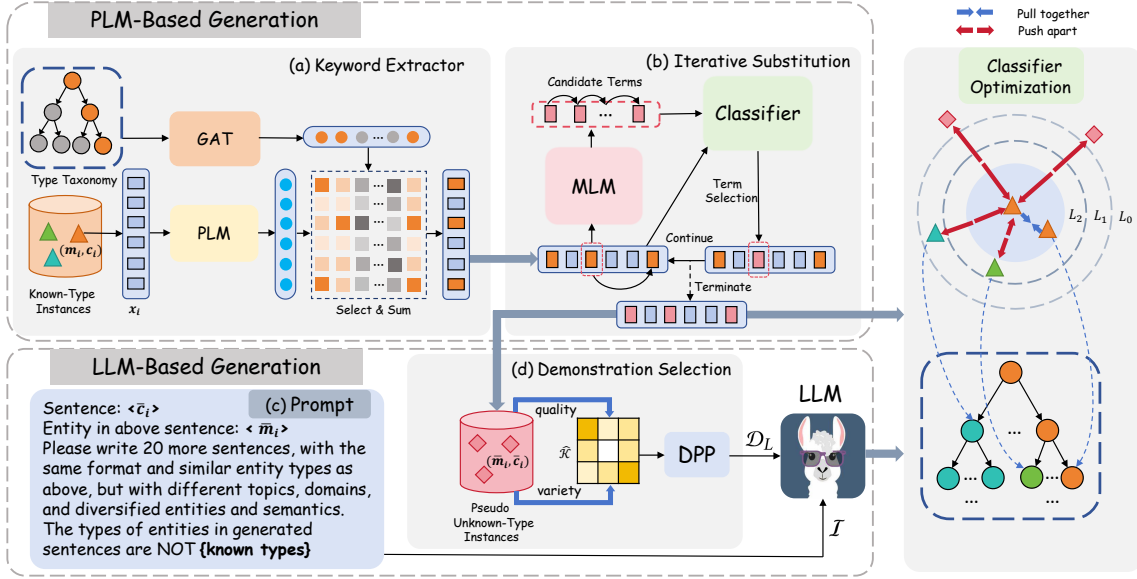 PLM-Based Generation
(a) Keyword Extractor
Type Taxonomy
GAT
(m_i, c_i)
Known-Type
Instances
x_i
PLM
Select & Sum
(b) Iterative Substitution
Candidate Terms
MLM
Classifier
Term
Selection
Continue
Terminate
LLM-Based Generation
(c) Prompt
Sentence: <c̄_i>
Entity in above sentence: < m̄_i>
Please write 20 more sentences, with the
same format and similar entity types as
above, but with different topics, domains,
and diversified entities and semantics.
The types of entities in generated
sentences are NOT {known types}
(d) Demonstration Selection
quality
(m̄_i, c̄_i)
variety
Pseudo
Unknown-Type
Instances
𝒦̂
DPP
𝒟_L
LLM
ℐ
Pull together
Push apart
Classifier
Optimization
L_2 L_1 L_0